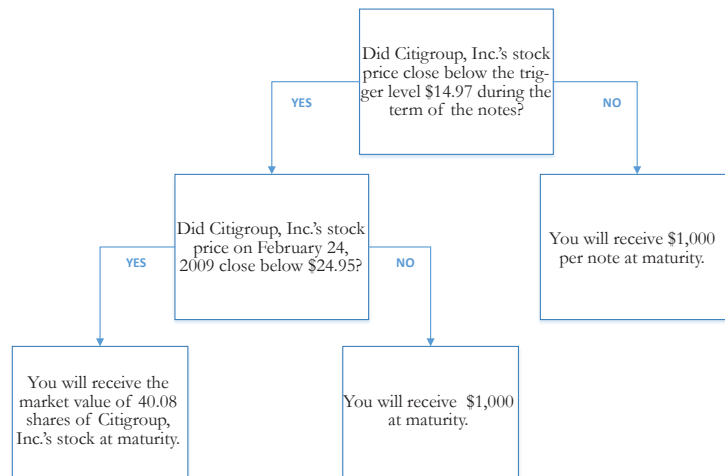 Did Citigroup, Inc.'s stock
price close below the trig-
ger level $14.97 during the
term of the notes?
YES
NO
Did Citigroup, Inc.'s stock
price on February 24,
2009 close below $24.95?
You will receive $1,000
per note at maturity.
YES
NO
You will receive the
market value of 40.08
shares of Citigroup,
Inc.'s stock at maturity.
You will receive $1,000
at maturity.